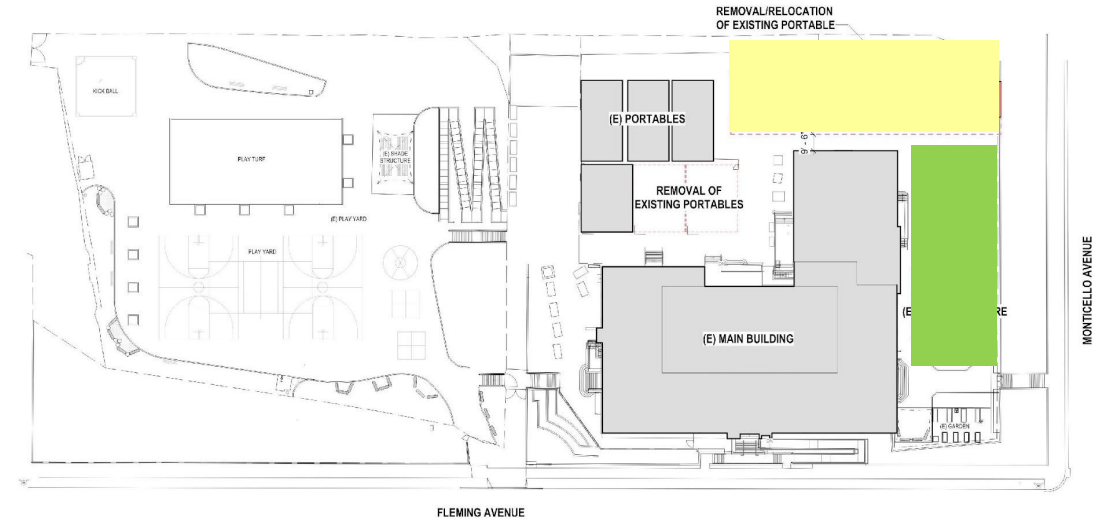 REMOVAL/RELOCATION
OF EXISTING PORTABLE
KICK BALL
(E) PORTABLES
PLAY TURF
(E) SHADE
STRUCTURE
9' - 6"
REMOVAL OF
EXISTING PORTABLES
(E) PLAY YARD
PLAY YARD
MONTICELLO AVENUE
(E
RE
(E) MAIN BUILDING
(E) GARDEN
FLEMING AVENUE